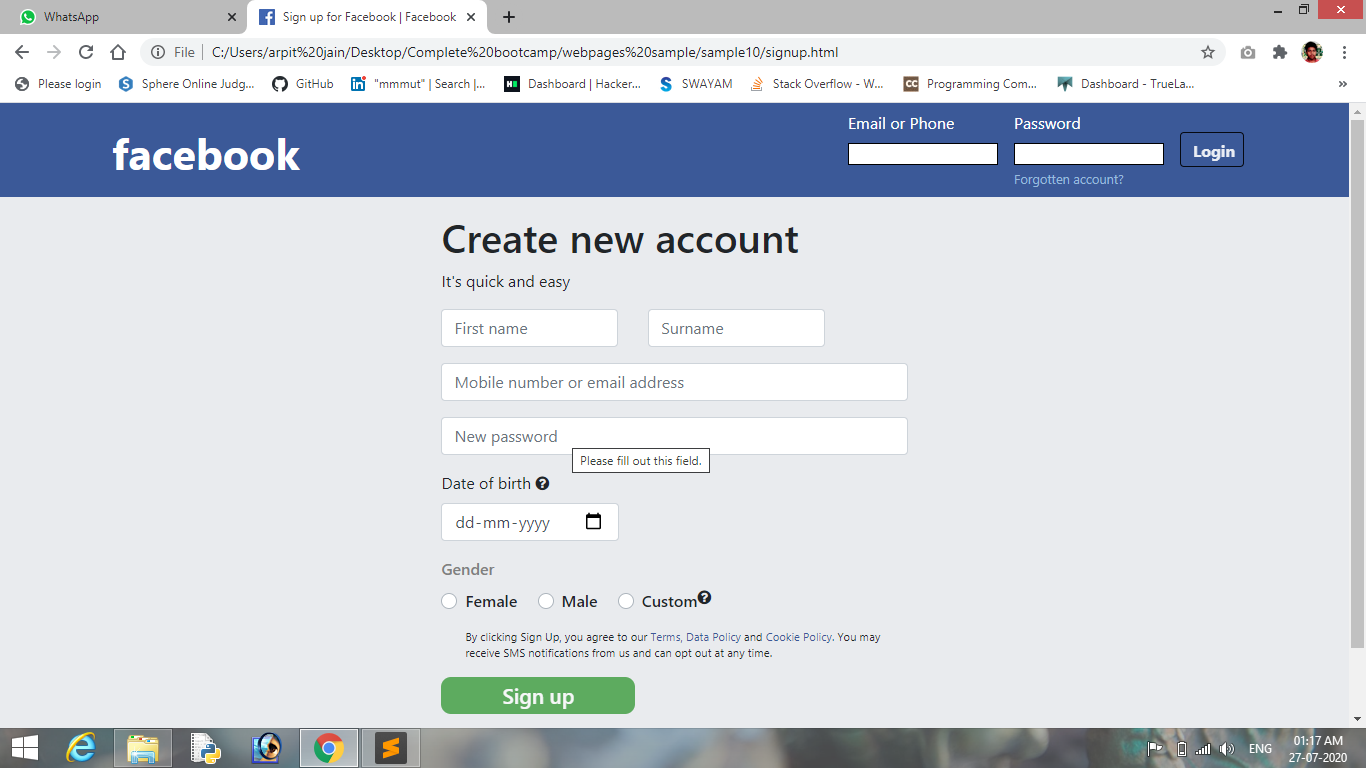 WhatsApp
Sign up for Facebook | Facebook
File
C:/Users/arpit%20jain/Desktop/Complete%20bootcamp/webpages%20sample/sample10/signup.html
Please login
Sphere Online Judg...
GitHub
"mmmut" | Search |...
Dashboard | Hacker...
SWAYAM
Stack Overflow - W...
Programming Com...
Dashboard - TrueLa...
facebook
Email or Phone
Password
Login
Forgotten account?
Create new account
It's quick and easy
First name
Surname
Mobile number or email address
New password
Please fill out this field.
Date of birth ?
dd-mm-yyyy
Gender
Female
Male
Custom?
By clicking Sign Up, you agree to our Terms, Data Policy and Cookie Policy. You may
receive SMS notifications from us and can opt out at any time.
Sign up
ENG
01:17 AM
27-07-2020